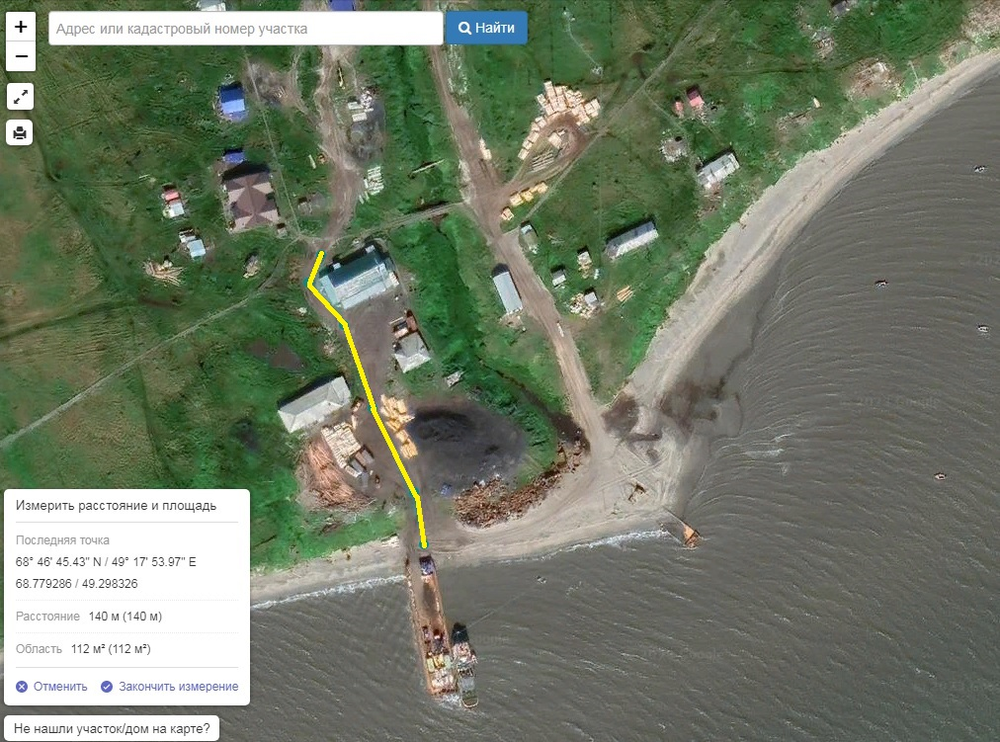 +
Адрес или кадастровый номер участка
Найти
−
Измерить расстояние и площадь
Последняя точка
68° 46' 45.43" N / 49° 17' 53.97" E
68.779286 / 49.298326
Расстояние 140 м (140 м)
Область 112 м² (112 м²)
Отменить Закончить измерение
Не нашли участок/дом на карте?